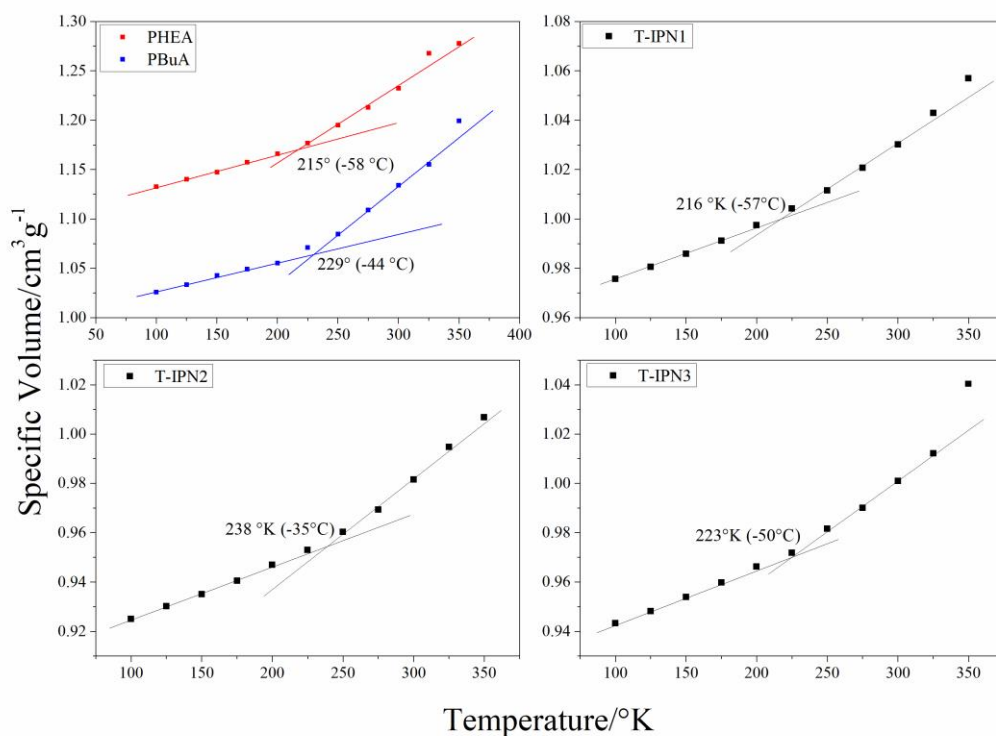 Specific Volume/cm³g⁻¹
1.30
1.25
1.20
1.15
1.10
1.05
1.00
PHEA
PBuA
215° (-58 °C)
229° (-44 °C)
50 100 150 200 250 300 350 400
1.06
1.04
1.02
1.00
0.98
0.96
T-IPN1
216 °K (-57°C)
100 150 200 250 300 350
1.02
1.00
0.98
0.96
0.94
0.92
T-IPN2
238 °K (-35°C)
100 150 200 250 300 350
1.04
1.02
1.00
0.98
0.96
0.94
T-IPN3
223°K (-50°C)
100 150 200 250 300 350
Temperature/°K